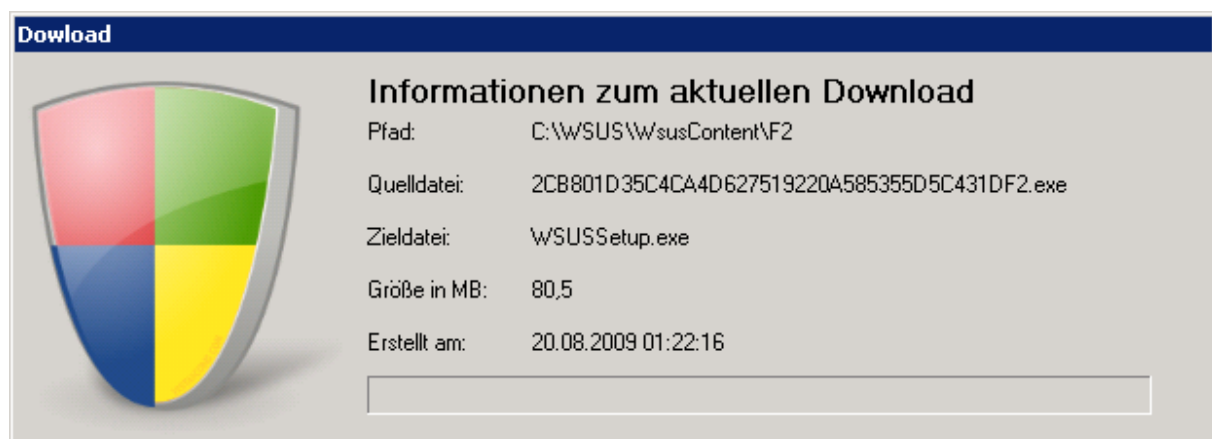 Dowload
Informationen zum aktuellen Download
Pfad: C:\WSUS\WsusContent\F2
Quelldatei: 2CB801D35C4CA4D627519220A585355D5C431DF2.exe
Zieldatei: WSUSSetup.exe
Größe in MB: 80,5
Erstellt am: 20.08.2009 01:22:16